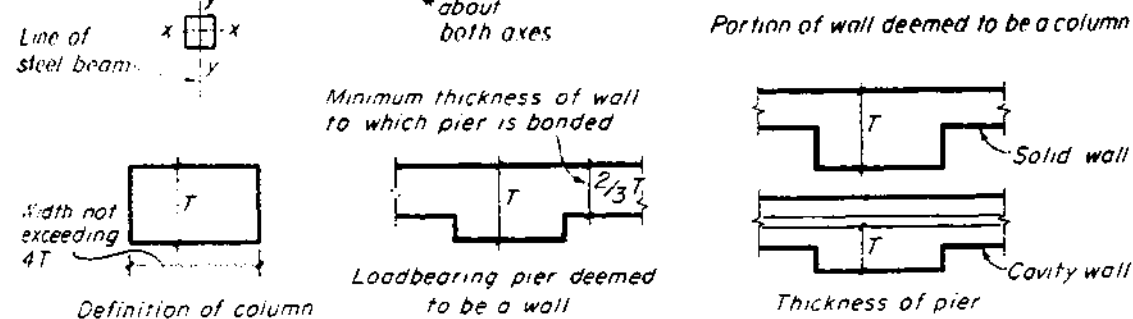 y
x x
y
Line of
steel beam
* about
both axes
Portion of wall deemed to be a column
T
Width not
exceeding
4T
Definition of column
Minimum thickness of wall
to which pier is bonded
T
2/3 T
Loadbearing pier deemed
to be a wall
T
Solid wall
T
Cavity wall
Thickness of pier